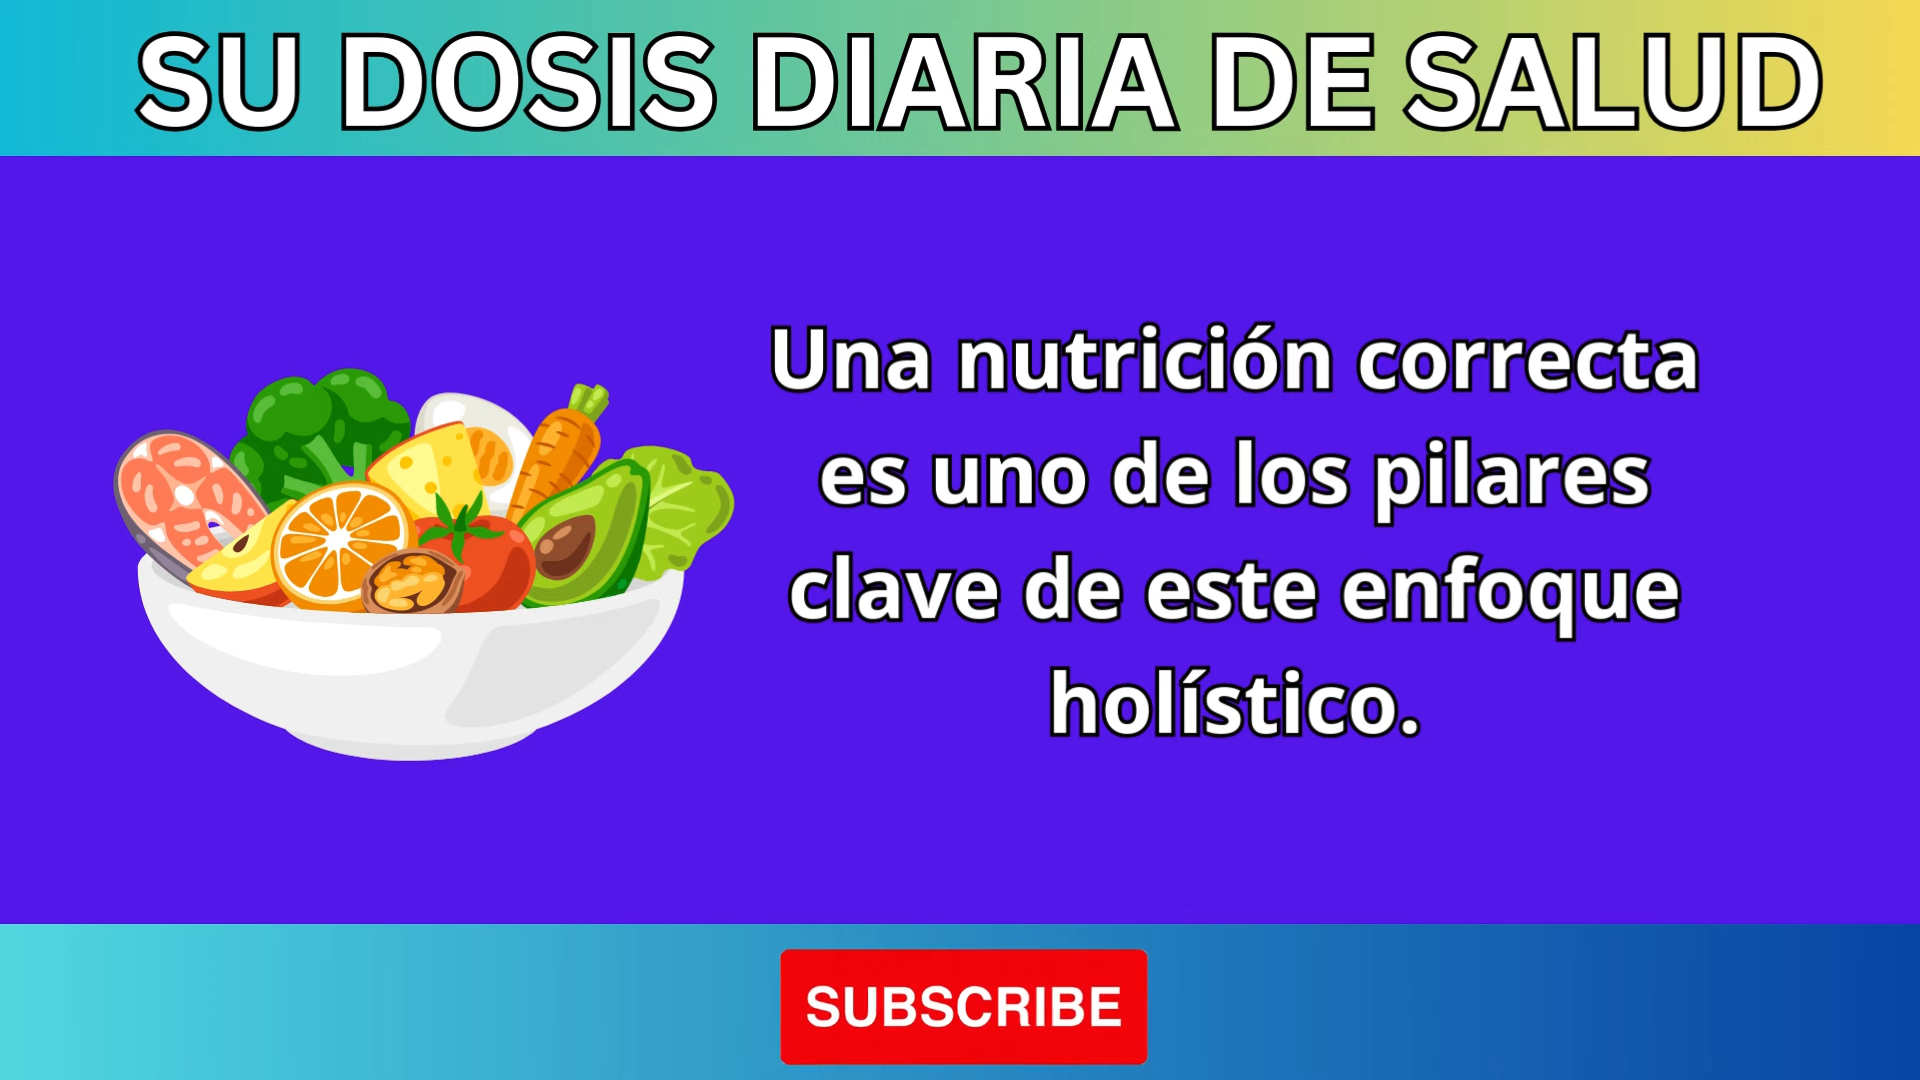 SU DOSIS DIARIA DE SALUD
Una nutrición correcta
es uno de los pilares
clave de este enfoque
holístico.
SUBSCRIBE